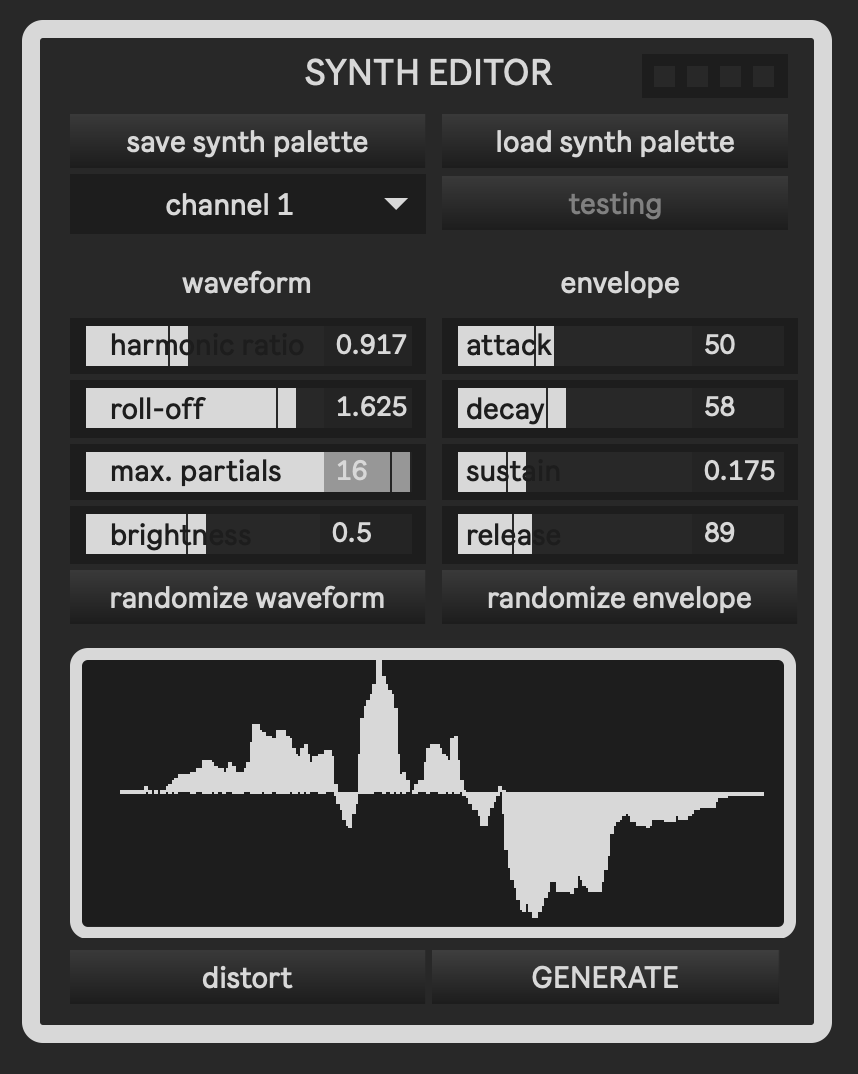 SYNTH EDITOR
save synth palette
load synth palette
channel 1
testing
waveform
envelope
harmonic ratio 0.917
attack 50
roll-off 1.625
decay 58
max. partials 16
sustain 0.175
brightness 0.5
release 89
randomize waveform
randomize envelope
distort
GENERATE